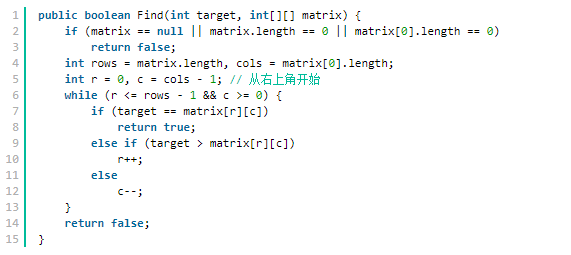 1 public boolean Find(int target, int[][] matrix) {
2 if (matrix == null || matrix.length == 0 || matrix[0].length == 0)
3 return false;
4 int rows = matrix.length, cols = matrix[0].length;
5 int r = 0, c = cols - 1; // 从右上角开始
6 while (r <= rows - 1 && c >= 0) {
7 if (target == matrix[r][c])
8 return true;
9 else if (target > matrix[r][c])
10 r++;
11 else
12 c--;
13 }
14 return false;
15 }